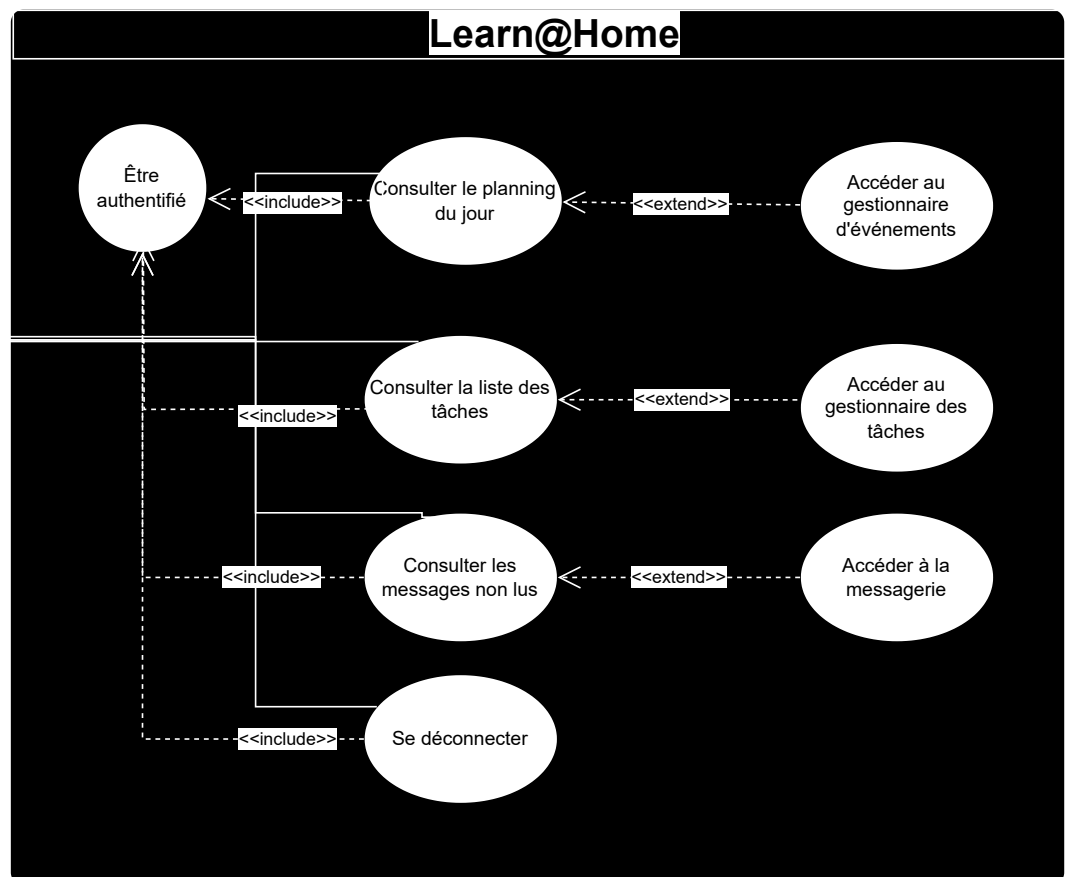 Learn@Home
Être
authentifié
<<include>>
Consulter le planning
du jour
<<extend>>
Accéder au
gestionnaire
d'événements
<<include>>
Consulter la liste des
tâches
<<extend>>
Accéder au
gestionnaire des
tâches
<<include>>
Consulter les
messages non lus
<<extend>>
Accéder à la
messagerie
<<include>>
Se déconnecter